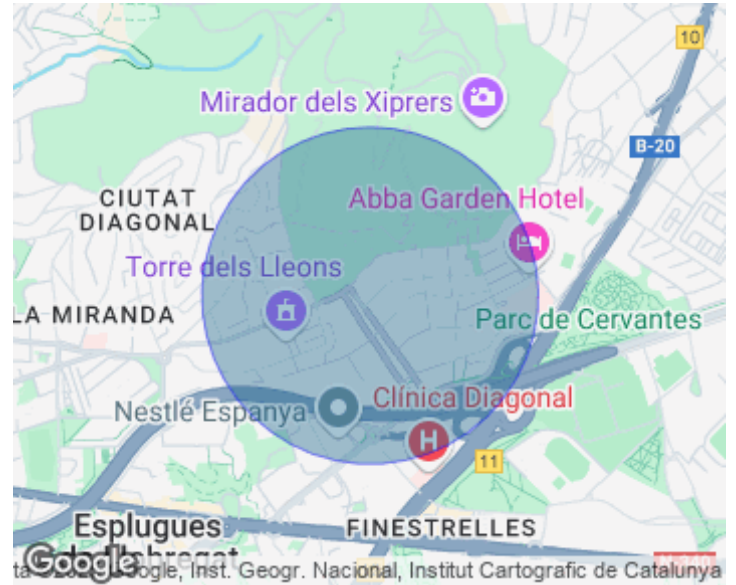 10
Mirador dels Xiprers
B-20
CIUTAT
DIAGONAL
Abba Garden Hotel
Torre dels Lleons
LA MIRANDA
Parc de Cervantes
Clínica Diagonal
Nestlé Espanya
H
11
Esplugues
FINESTRELLES
Google
Google, Inst. Geogr. Nacional, Institut Cartografic de Catalunya